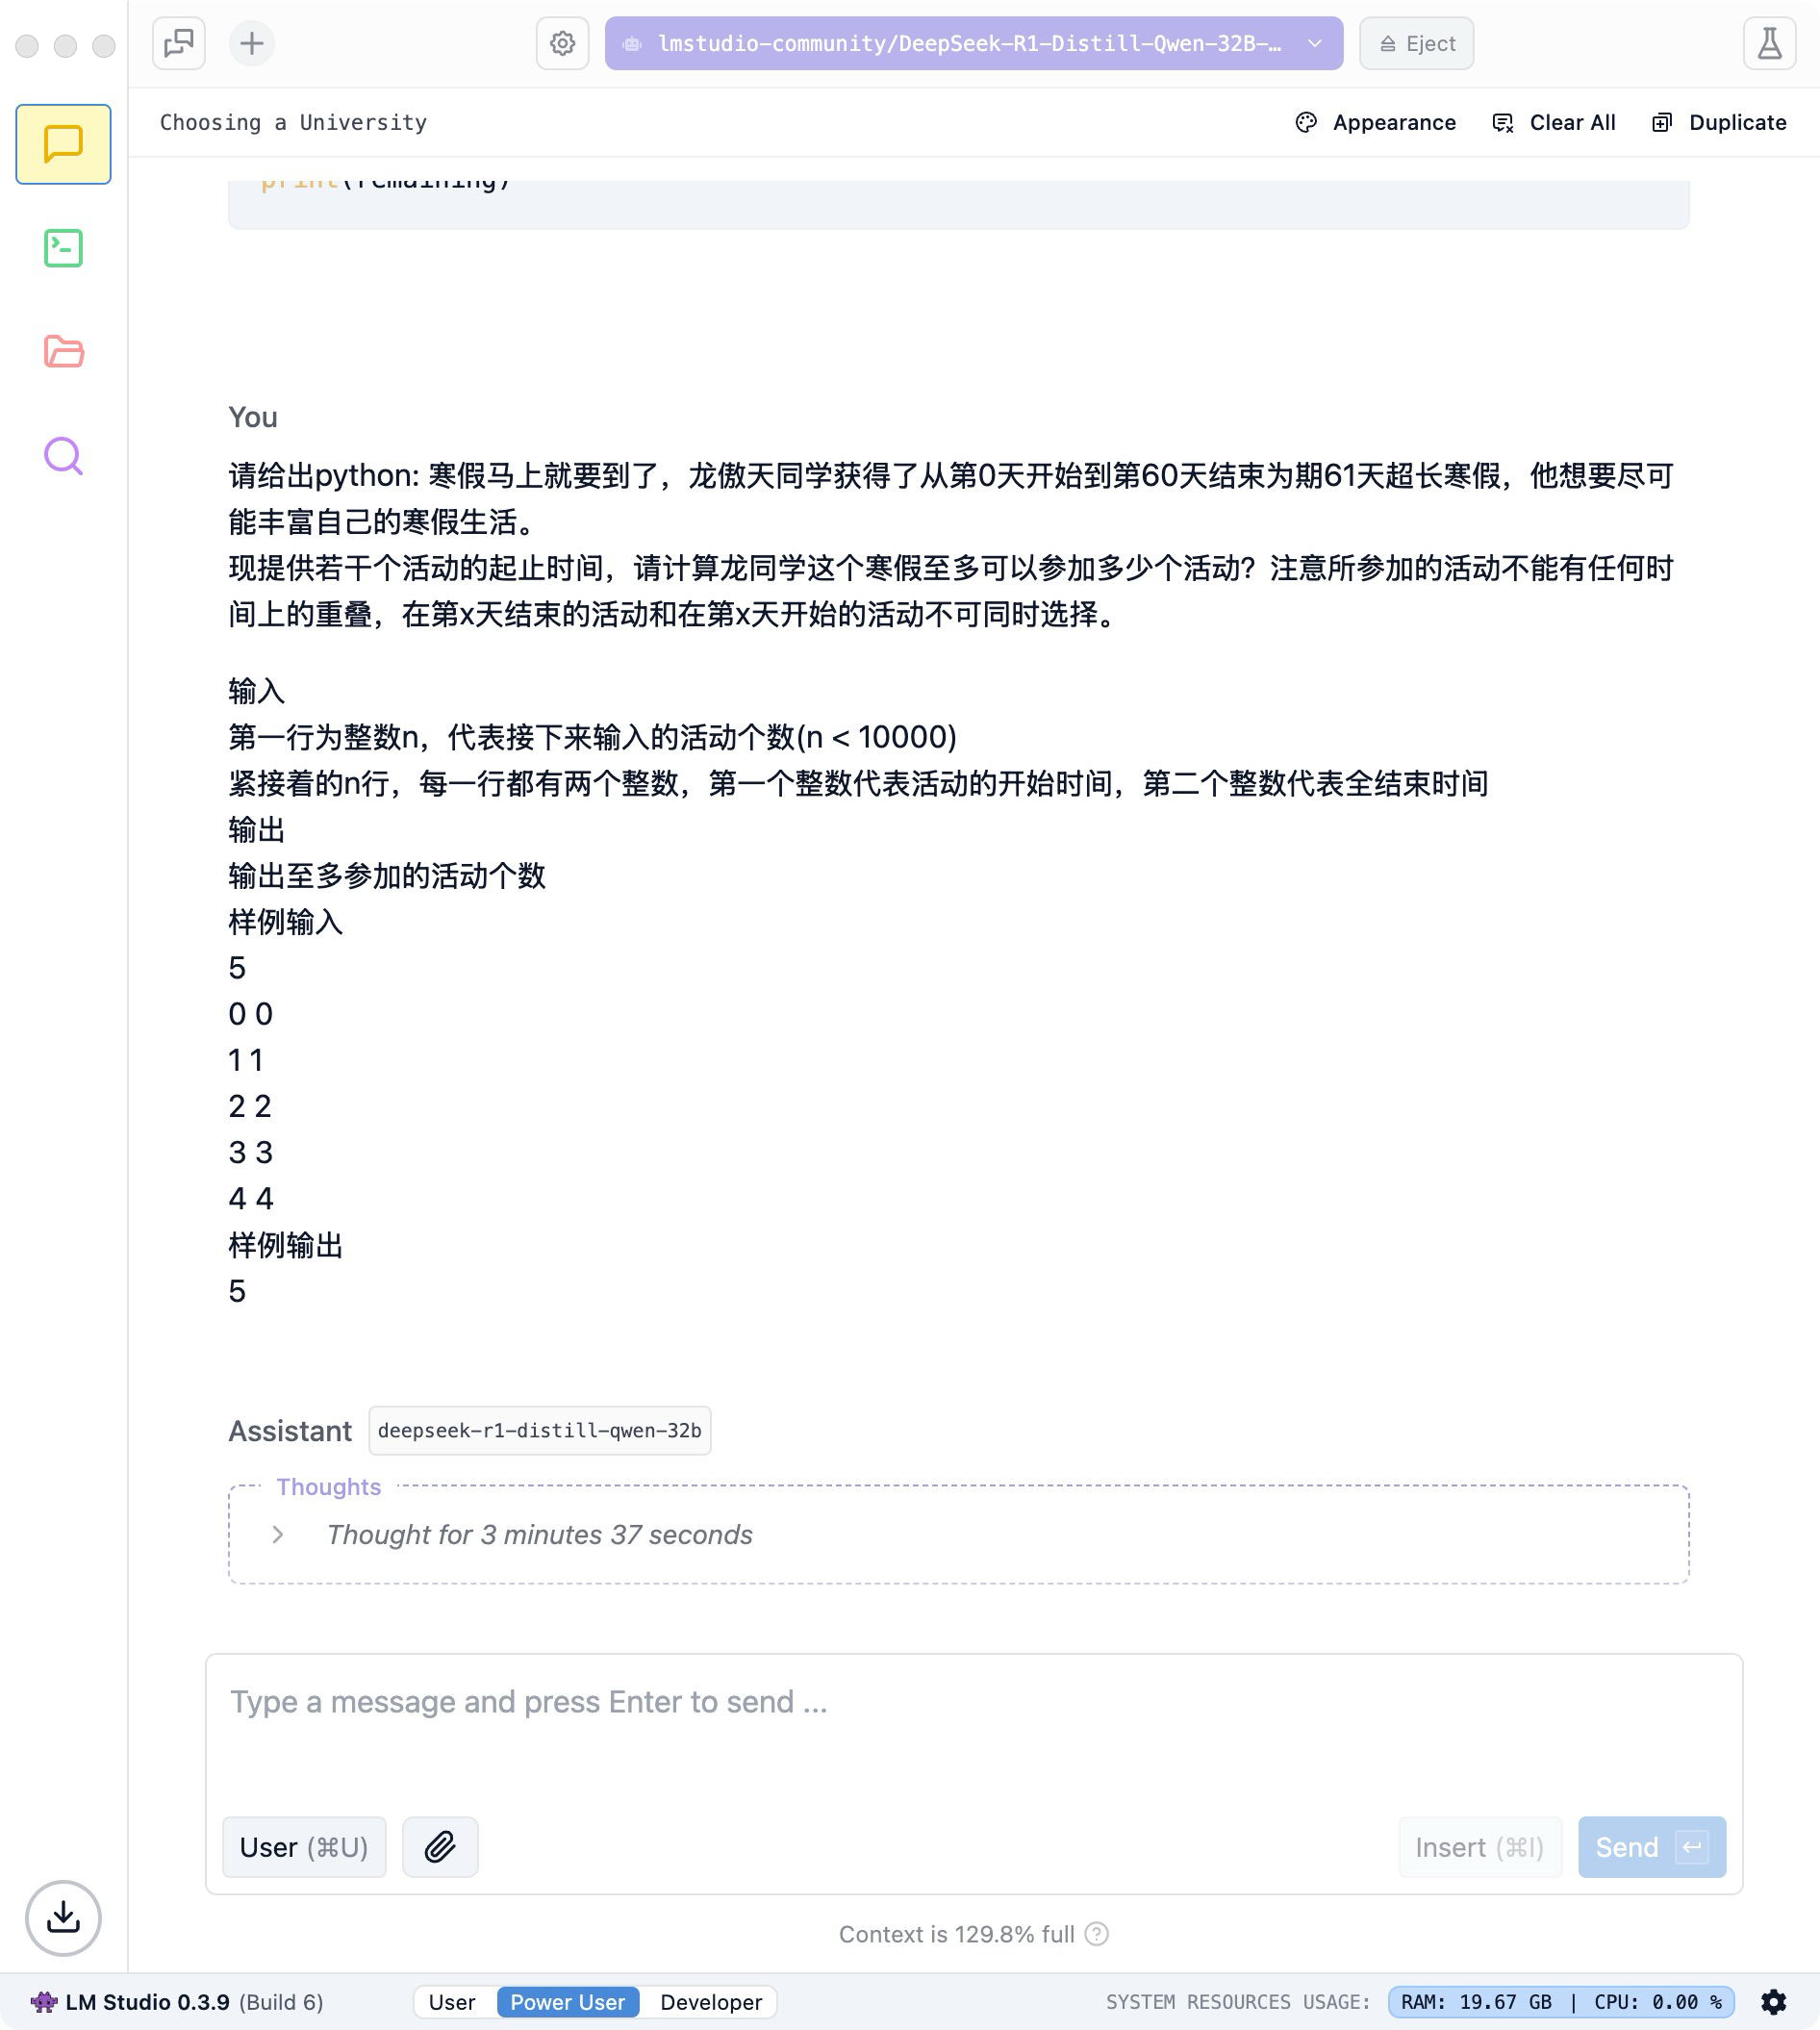 lmstudio-community/DeepSeek-R1-Distill-Qwen-32B-…
Eject
Choosing a University
Appearance
Clear All
Duplicate
print(remaining)
You
请给出python: 寒假马上就要到了，龙傲天同学获得了从第0天开始到第60天结束为期61天超长寒假，他想要尽可
能丰富自己的寒假生活。
现提供若干个活动的起止时间，请计算龙同学这个寒假至多可以参加多少个活动？注意所参加的活动不能有任何时
间上的重叠，在第x天结束的活动和在第x天开始的活动不可同时选择。
输入
第一行为整数n，代表接下来输入的活动个数(n < 10000)
紧接着的n行，每一行都有两个整数，第一个整数代表活动的开始时间，第二个整数代表全结束时间
输出
输出至多参加的活动个数
样例输入
5
0 0
1 1
2 2
3 3
4 4
样例输出
5
Assistant deepseek-r1-distill-qwen-32b
Thoughts
Thought for 3 minutes 37 seconds
Type a message and press Enter to send ...
User (⌘U)
Insert (⌘I)
Send
Context is 129.8% full
LM Studio 0.3.9 (Build 6)
User
Power User
Developer
SYSTEM RESOURCES USAGE:
RAM: 19.67 GB | CPU: 0.00 %